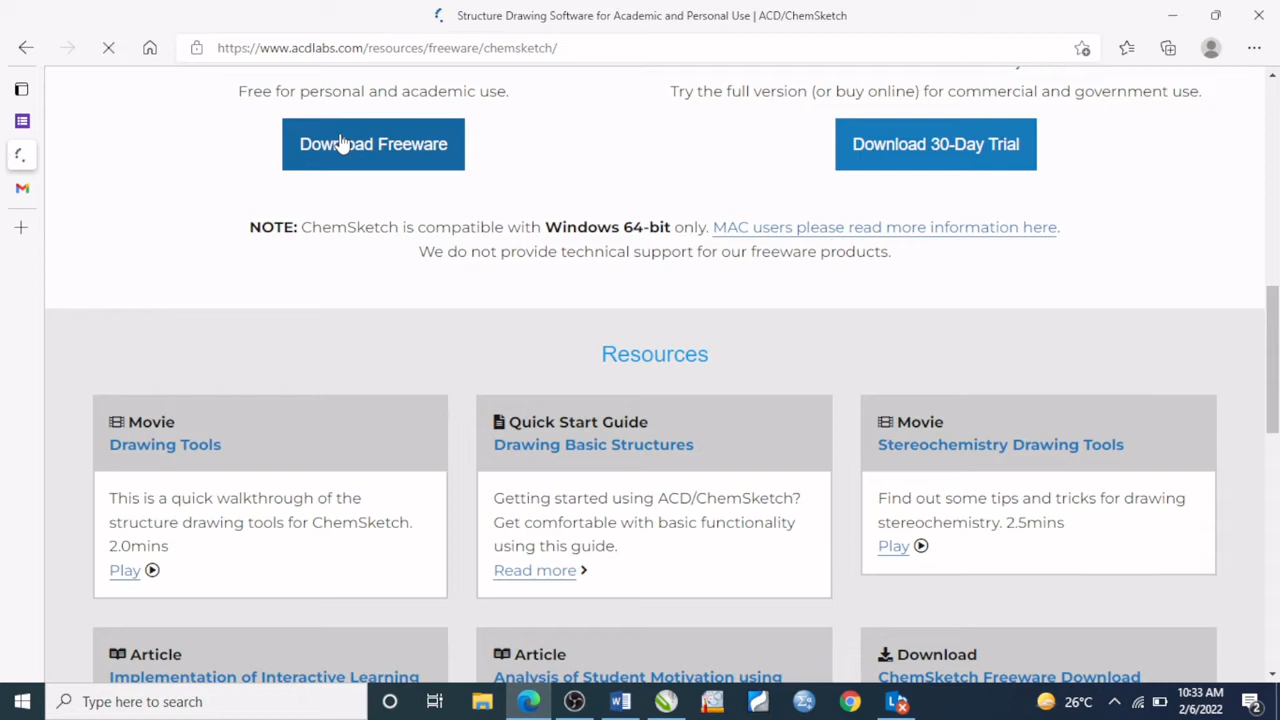 Structure Drawing Software for Academic and Personal Use | ACD/ChemSketch
https://www.acdlabs.com/resources/freeware/chemsketch/
Free for personal and academic use.
Try the full version (or buy online) for commercial and government use.
Download Freeware
Download 30-Day Trial
NOTE: ChemSketch is compatible with Windows 64-bit only. MAC users please read more information here.
We do not provide technical support for our freeware products.
Resources
Movie
Drawing Tools
This is a quick walkthrough of the
structure drawing tools for ChemSketch.
2.0mins
Play
Quick Start Guide
Drawing Basic Structures
Getting started using ACD/ChemSketch?
Get comfortable with basic functionality
using this guide.
Read more
Movie
Stereochemistry Drawing Tools
Find out some tips and tricks for drawing
stereochemistry. 2.5mins
Play
Article
Implementation of Interactive Learning
Article
Analysis of Student Motivation using
Download
ChemSketch Freeware Download
Type here to search
26°C
10:33 AM
2/6/2022
2